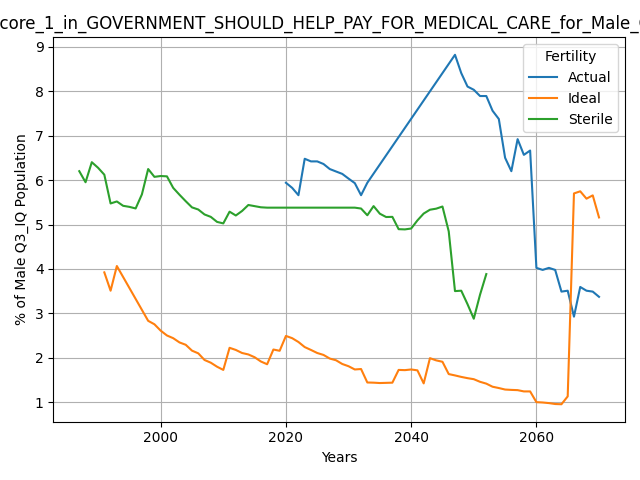 core_1_in_GOVERNMENT_SHOULD_HELP_PAY_FOR_MEDICAL_CARE_for_Male_
Fertility
Actual
Ideal
Sterile
% of Male Q3_IQ Population
9
8
7
6
5
4
3
2
1
2000 2020 2040 2060
Years